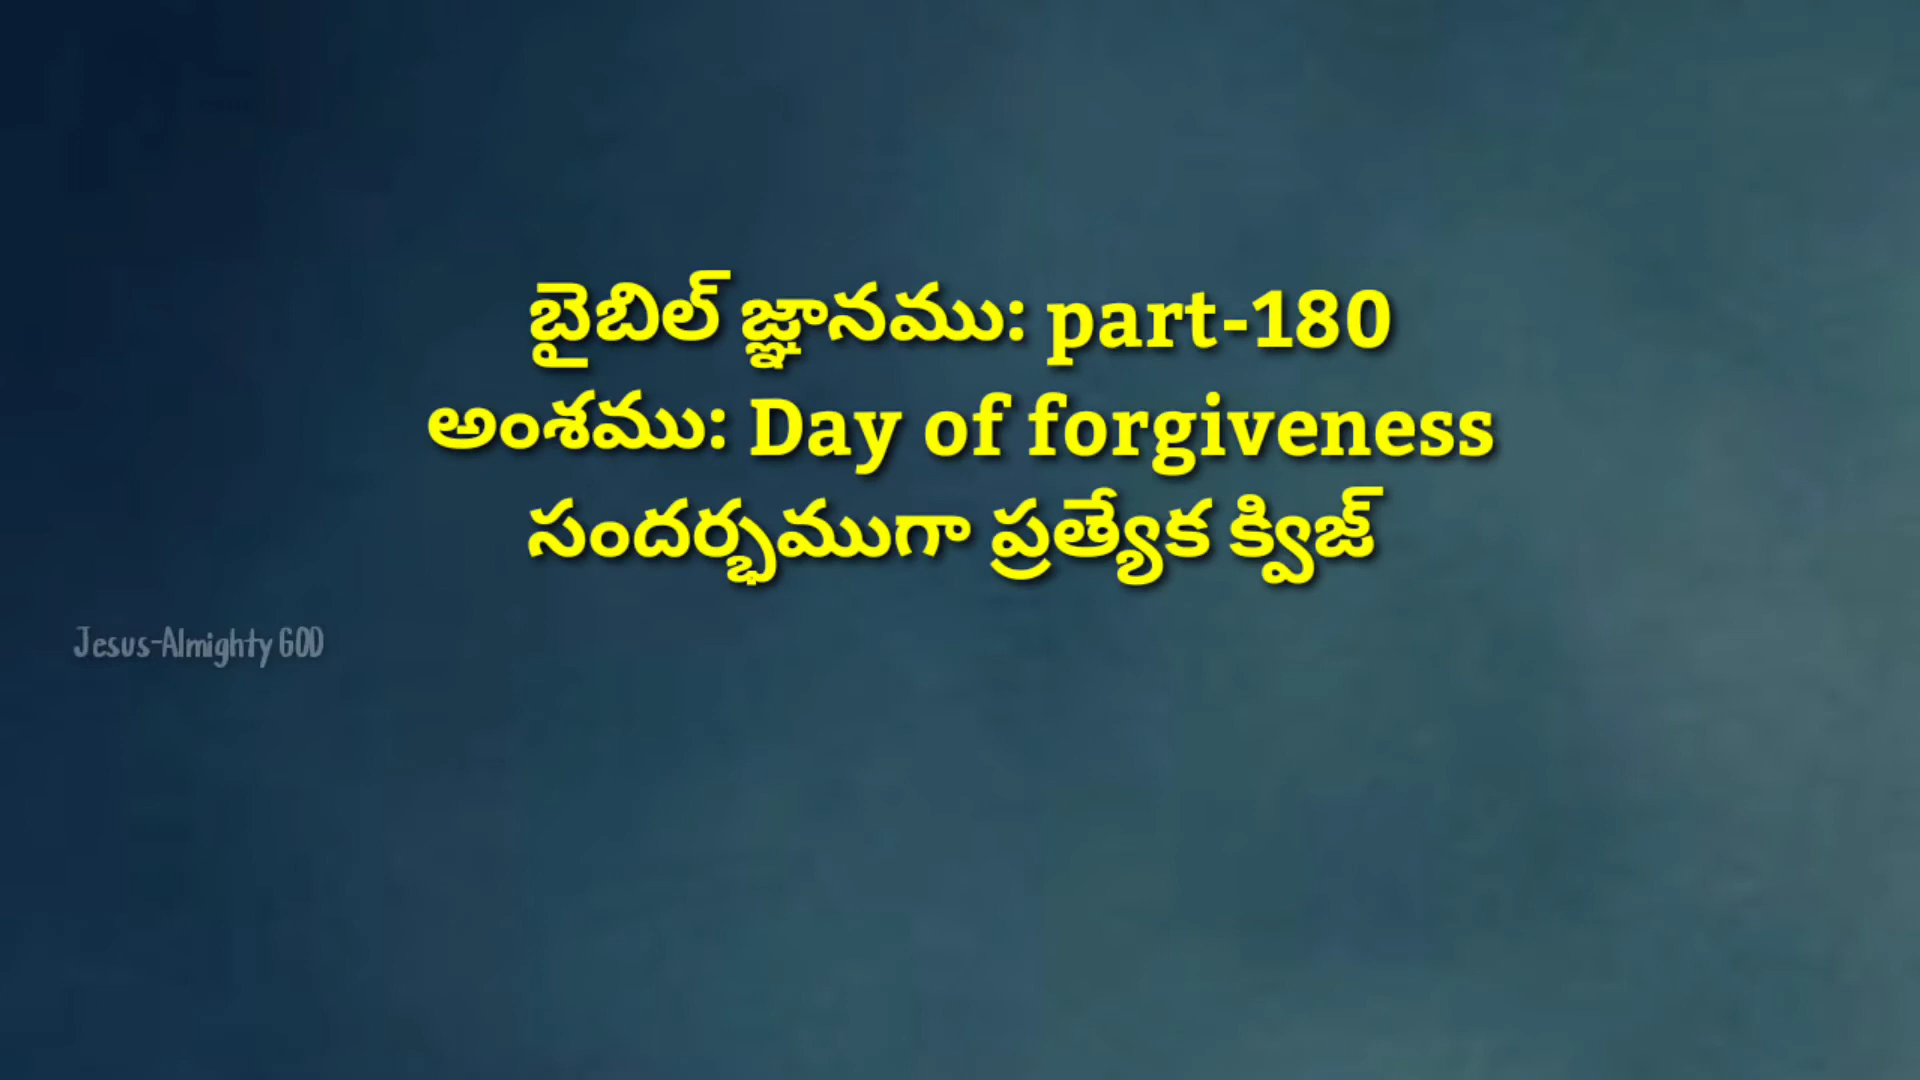 బైబిల్ జ్ఞానము: part-180
అంశము: Day of forgiveness
సందర్భముగా ప్రత్యేక క్విజ్
Jesus-Almighty GOD